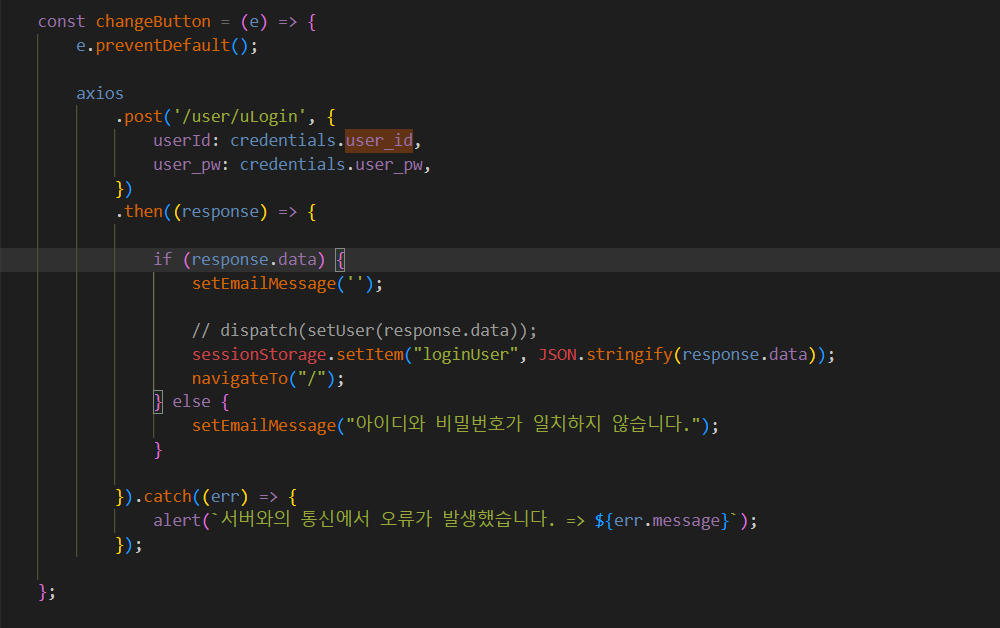 const changeButton = (e) => {
e.preventDefault();
axios
.post('/user/uLogin', {
userId: credentials.user_id,
user_pw: credentials.user_pw,
})
.then((response) => {
if (response.data) {
setEmailMessage('');
// dispatch(setUser(response.data));
sessionStorage.setItem("loginUser", JSON.stringify(response.data));
navigateTo("/");
} else {
setEmailMessage("아이디와 비밀번호가 일치하지 않습니다.");
}
}).catch((err) => {
alert(`서버와의 통신에서 오류가 발생했습니다. => ${err.message}`);
});
};